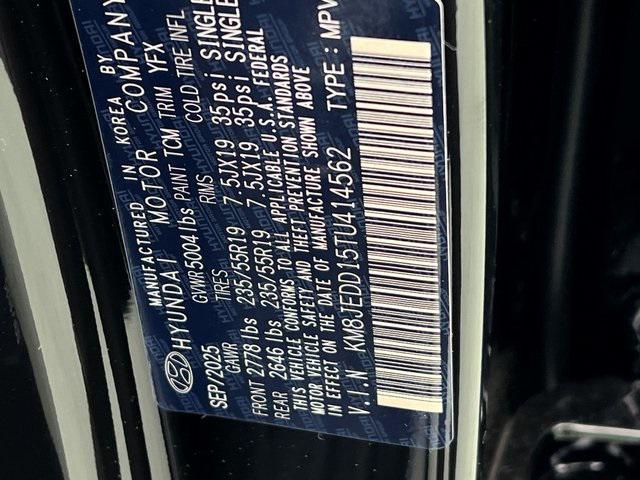 MANUFACTURED IN KOREA BY
HYUNDAI MOTOR COMPANY
SEP/2025 GVWR 5004 lbs PAINT TCM TRIM YFX
GAWR TIRES RIMS COLD TIRE INFL
FRONT 2778 lbs 235/55R19 7.5JX19 35psi SINGLE
REAR 2646 lbs 235/55R19 7.5JX19 35psi SINGLE
THIS VEHICLE CONFORMS TO ALL APPLICABLE U.S.A. FEDERAL
MOTOR VEHICLE SAFETY AND THEFT PREVENTION STANDARDS
IN EFFECT ON THE DATE OF MANUFACTURE SHOWN ABOVE
V.I.N KM8JEDD15TU414562 TYPE : MPV